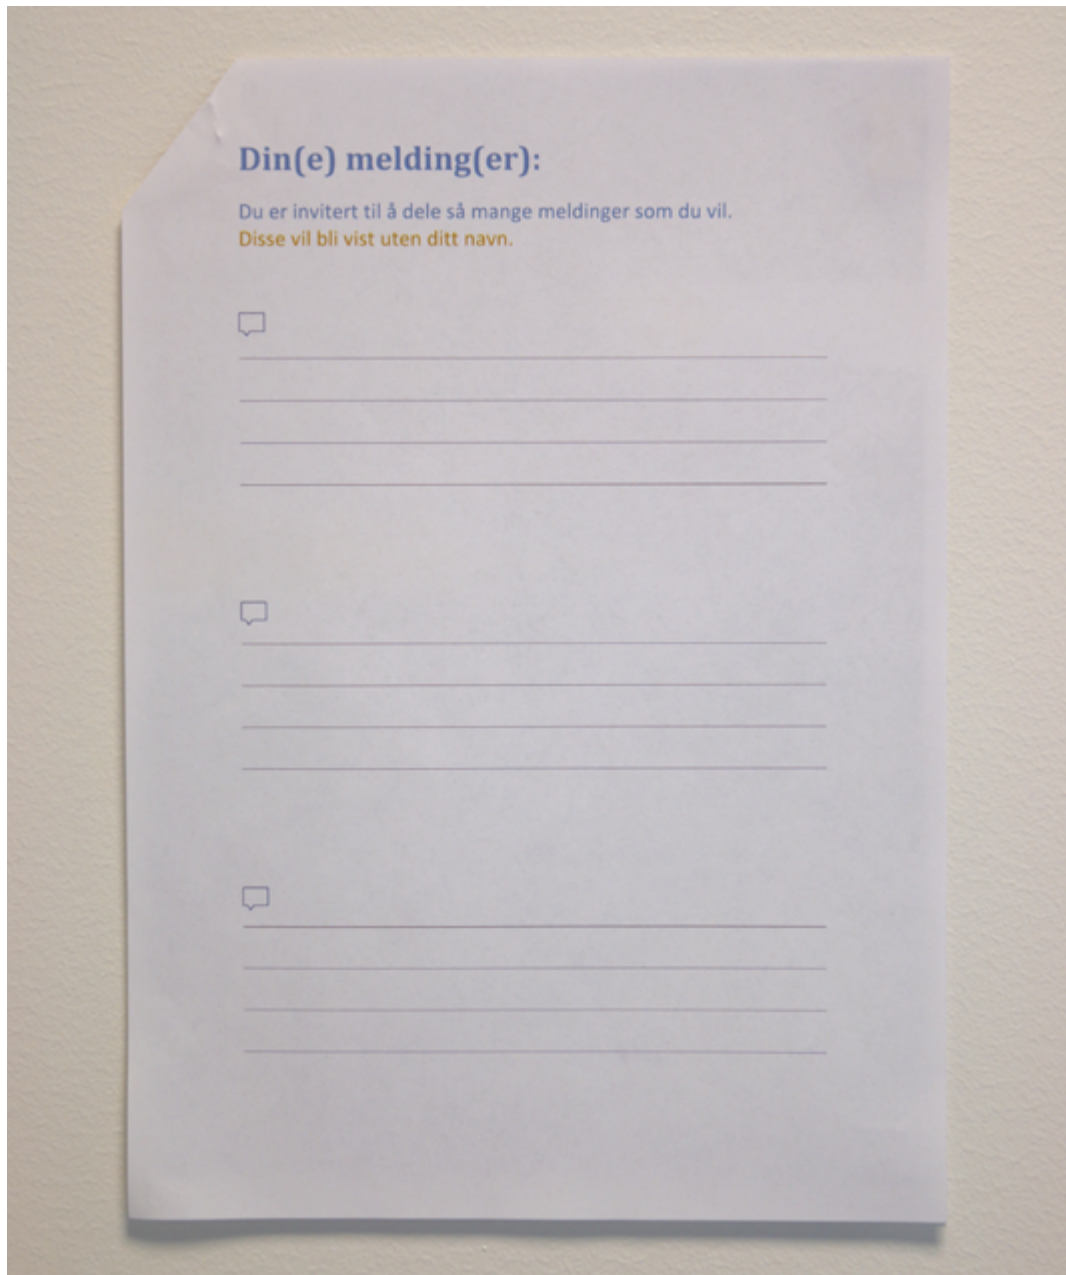 Din(e) melding(er):
Du er invitert til å dele så mange meldinger som du vil.
Disse vil bli vist uten ditt navn.